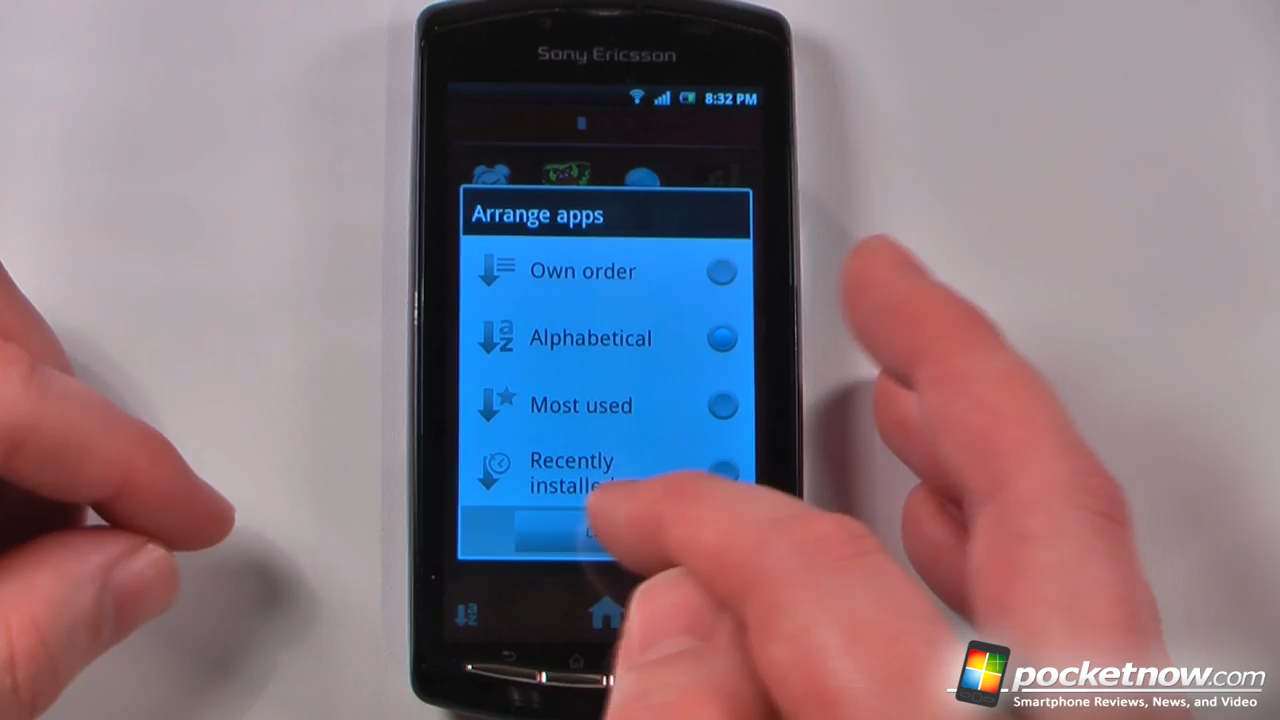 Sony Ericsson
8:32 PM
Arrange apps
Own order
Alphabetical
Most used
Recently
pocketnow.com
Smartphone Reviews, News, and Video